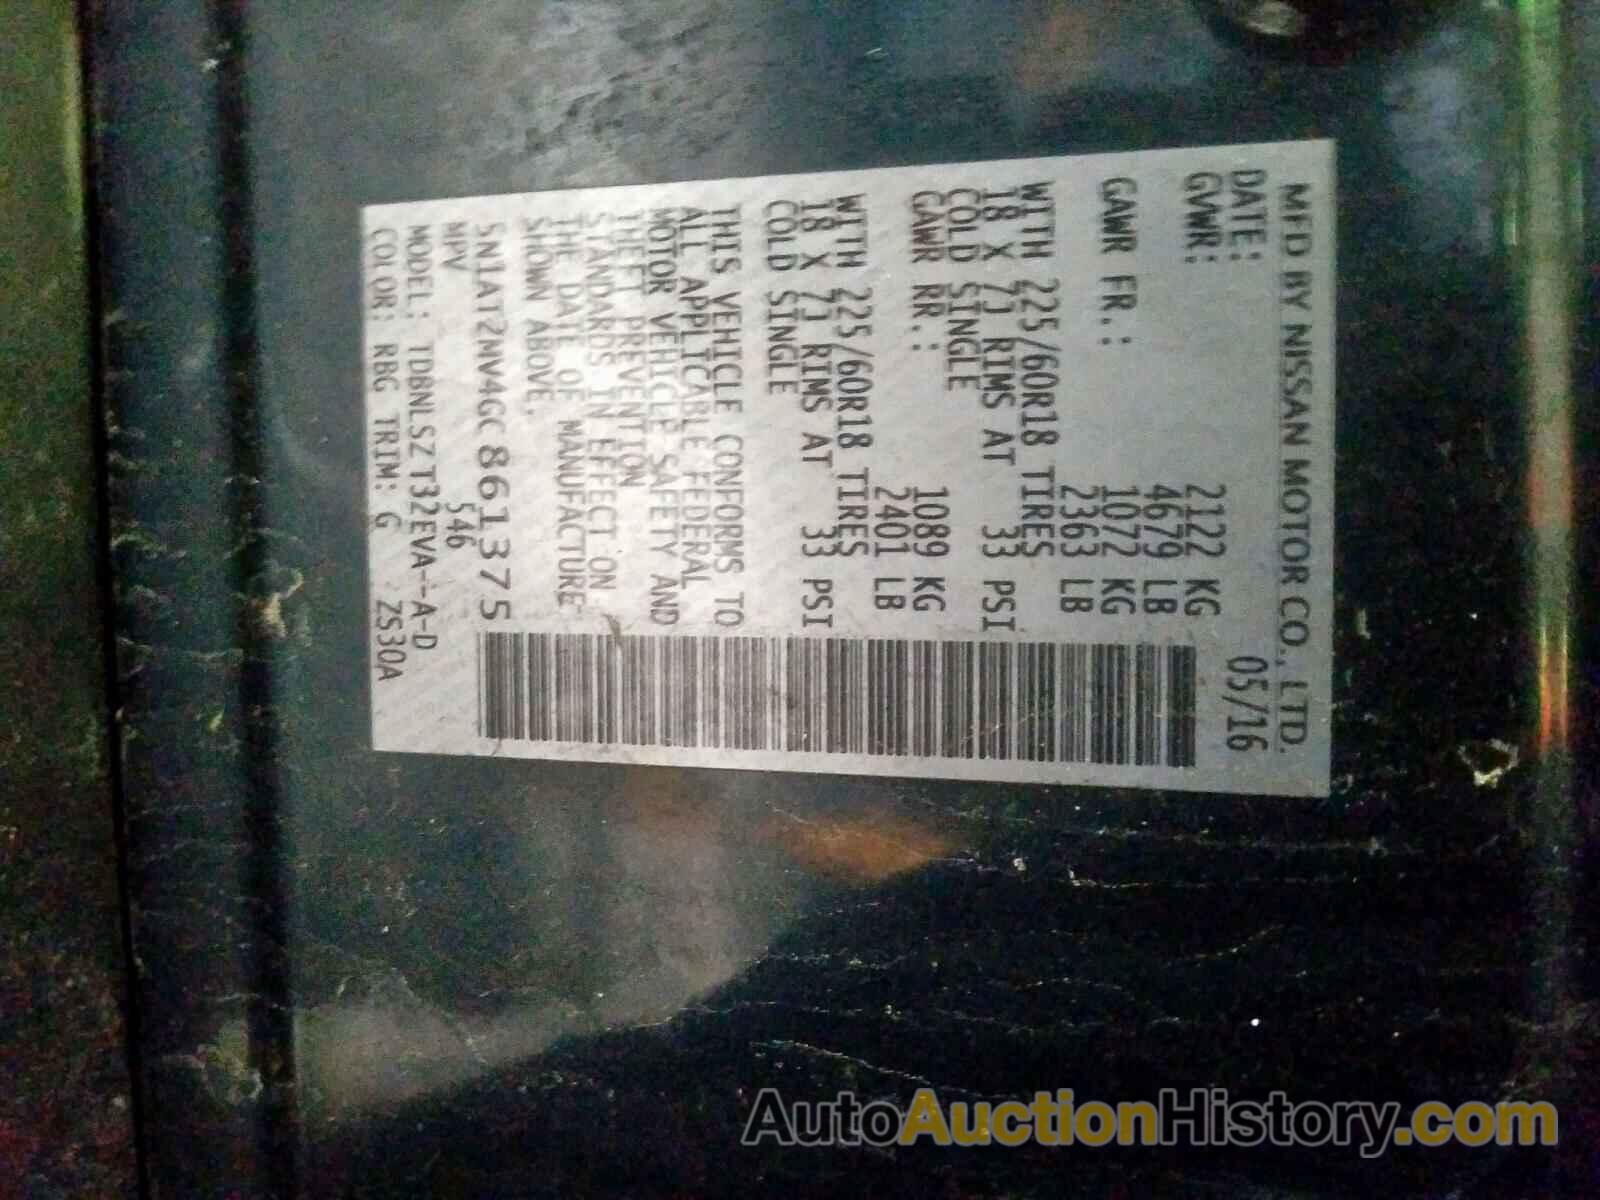 MFD BY NISSAN MOTOR CO., LTD.
DATE: 05/16
GVWR: 2122 KG
4679 LB
GAWR FR.: 1072 KG
2363 LB
WITH 225/60R18 TIRES
18 X 7J RIMS AT 33 PSI
COLD SINGLE
GAWR RR.: 1089 KG
2401 LB
WITH 225/60R18 TIRES
18 X 7J RIMS AT 33 PSI
COLD SINGLE
THIS VEHICLE CONFORMS TO
ALL APPLICABLE FEDERAL
MOTOR VEHICLE SAFETY AND
THEFT PREVENTION
STANDARDS IN EFFECT ON
THE DATE OF MANUFACTURE
SHOWN ABOVE.
5N1AT2MV4GC861375
MPV 546
MODEL: TDBNLSZT32EVA--A-D
COLOR: RBG TRIM: G ZS30A
AutoAuctionHistory.com